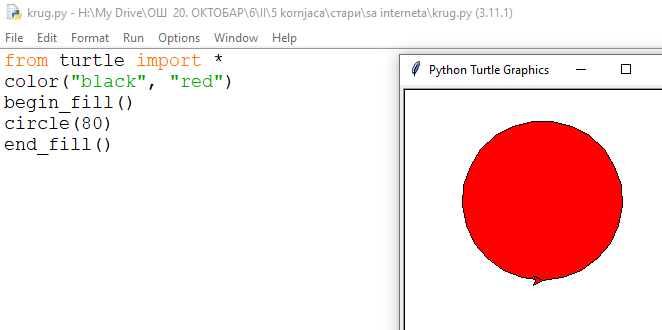 krug.py - H:\My Drive\ОШ 20. ОКТОБАР\6\II\5 kornjaca\стари\sa interneta\krug.py (3.11.1)
File Edit Format Run Options Window Help
from turtle import *
color("black", "red")
begin_fill()
circle(80)
end_fill()
Python Turtle Graphics